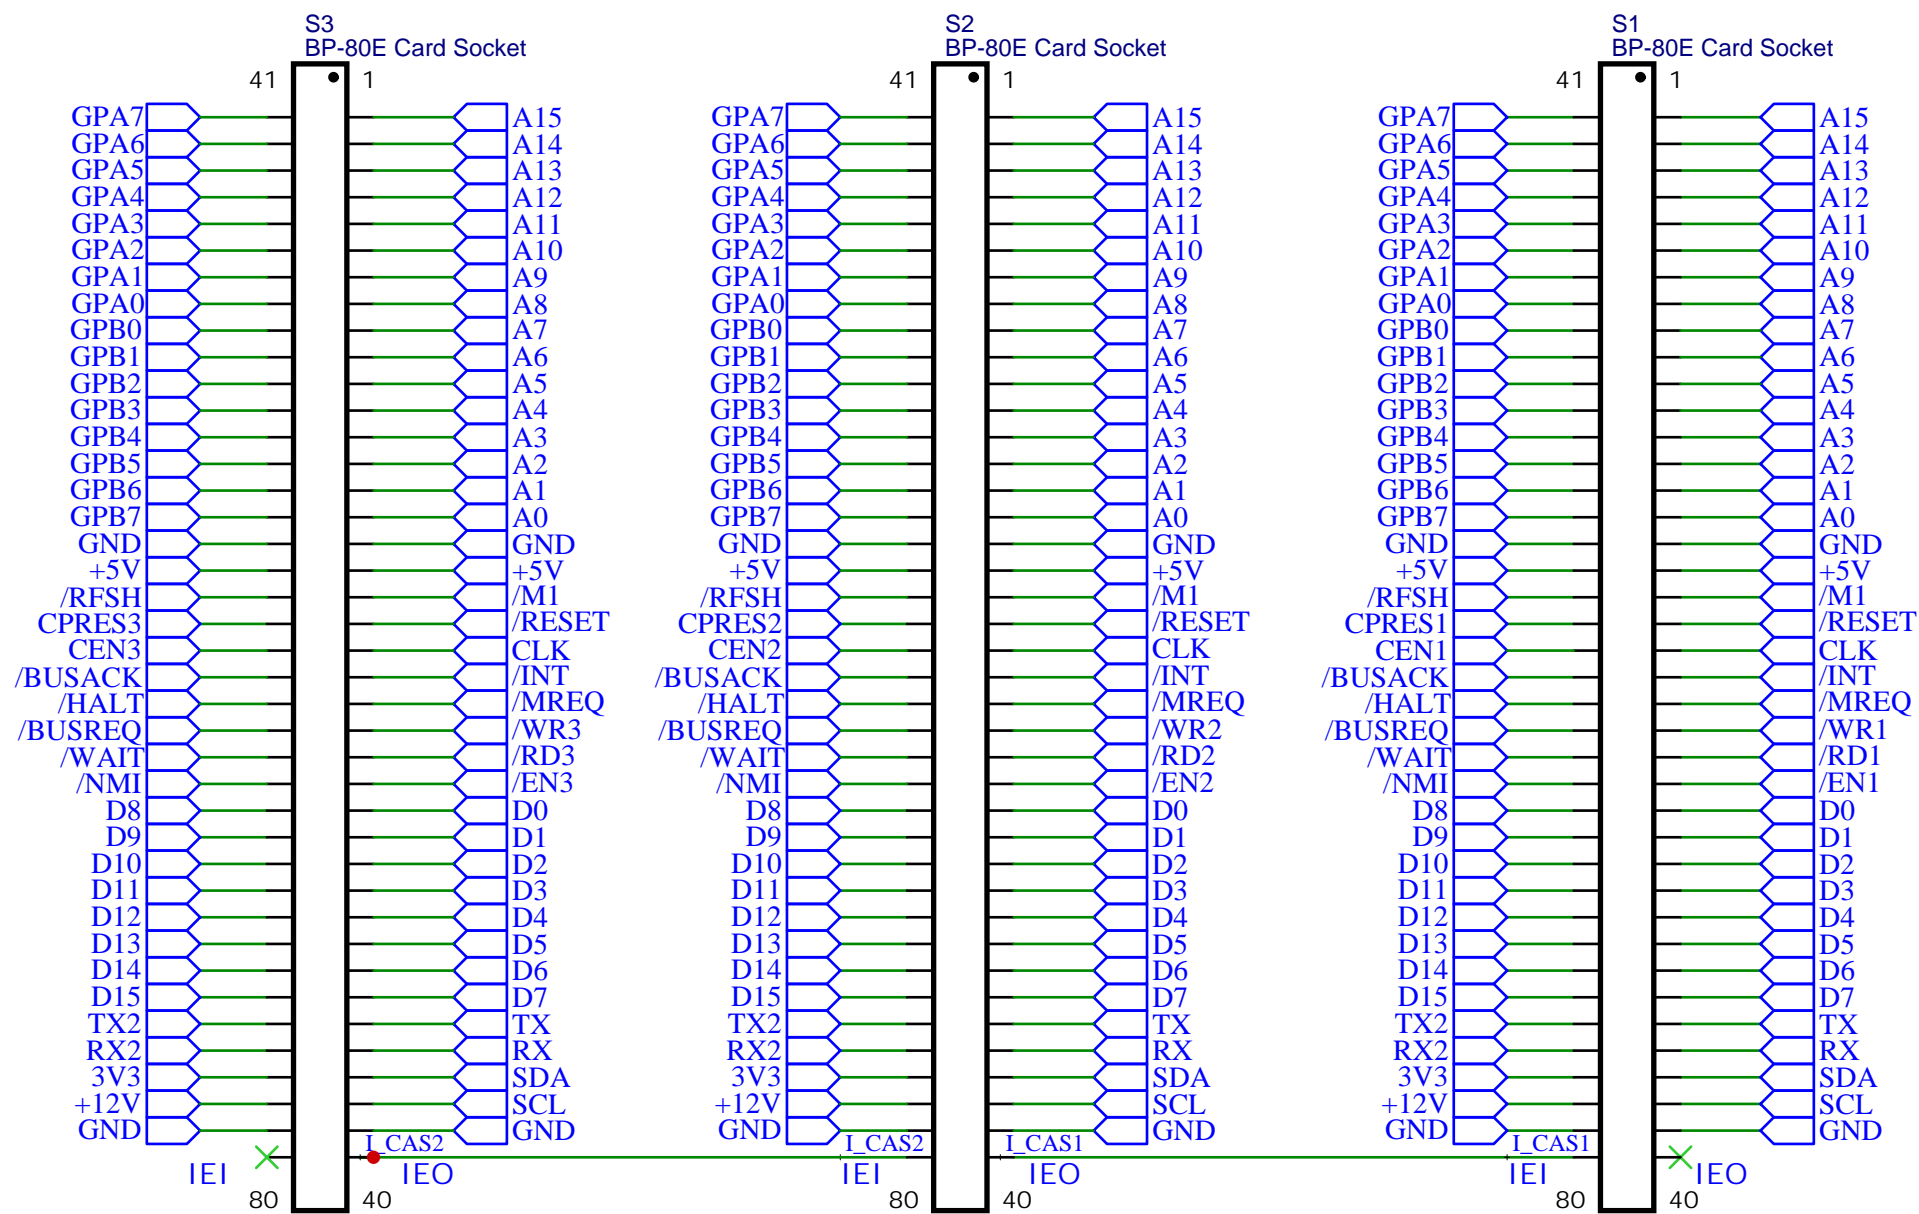 S3
BP-80E Card Socket
41 1
GPA7 A15
GPA6 A14
GPA5 A13
GPA4 A12
GPA3 A11
GPA2 A10
GPA1 A9
GPA0 A8
GPB0 A7
GPB1 A6
GPB2 A5
GPB3 A4
GPB4 A3
GPB5 A2
GPB6 A1
GPB7 A0
GND GND
+5V +5V
/RFSH /M1
CPRES3 /RESET
CEN3 CLK
/BUSACK /INT
/HALT /MREQ
/BUSREQ /WR3
/WAIT /RD3
/NMI /EN3
D8 D0
D9 D1
D10 D2
D11 D3
D12 D4
D13 D5
D14 D6
D15 D7
TX2 TX
RX2 RX
3V3 SDA
+12V SCL
GND GND
I_CAS2
IEI IEO
80 40
S2
BP-80E Card Socket
41 1
GPA7 A15
GPA6 A14
GPA5 A13
GPA4 A12
GPA3 A11
GPA2 A10
GPA1 A9
GPA0 A8
GPB0 A7
GPB1 A6
GPB2 A5
GPB3 A4
GPB4 A3
GPB5 A2
GPB6 A1
GPB7 A0
GND GND
+5V +5V
/RFSH /M1
CPRES2 /RESET
CEN2 CLK
/BUSACK /INT
/HALT /MREQ
/BUSREQ /WR2
/WAIT /RD2
/NMI /EN2
D8 D0
D9 D1
D10 D2
D11 D3
D12 D4
D13 D5
D14 D6
D15 D7
TX2 TX
RX2 RX
3V3 SDA
+12V SCL
GND GND
I_CAS2 I_CAS1
IEI IEO
80 40
S1
BP-80E Card Socket
41 1
GPA7 A15
GPA6 A14
GPA5 A13
GPA4 A12
GPA3 A11
GPA2 A10
GPA1 A9
GPA0 A8
GPB0 A7
GPB1 A6
GPB2 A5
GPB3 A4
GPB4 A3
GPB5 A2
GPB6 A1
GPB7 A0
GND GND
+5V +5V
/RFSH /M1
CPRES1 /RESET
CEN1 CLK
/BUSACK /INT
/HALT /MREQ
/BUSREQ /WR1
/WAIT /RD1
/NMI /EN1
D8 D0
D9 D1
D10 D2
D11 D3
D12 D4
D13 D5
D14 D6
D15 D7
TX2 TX
RX2 RX
3V3 SDA
+12V SCL
GND GND
I_CAS1
IEI IEO
80 40